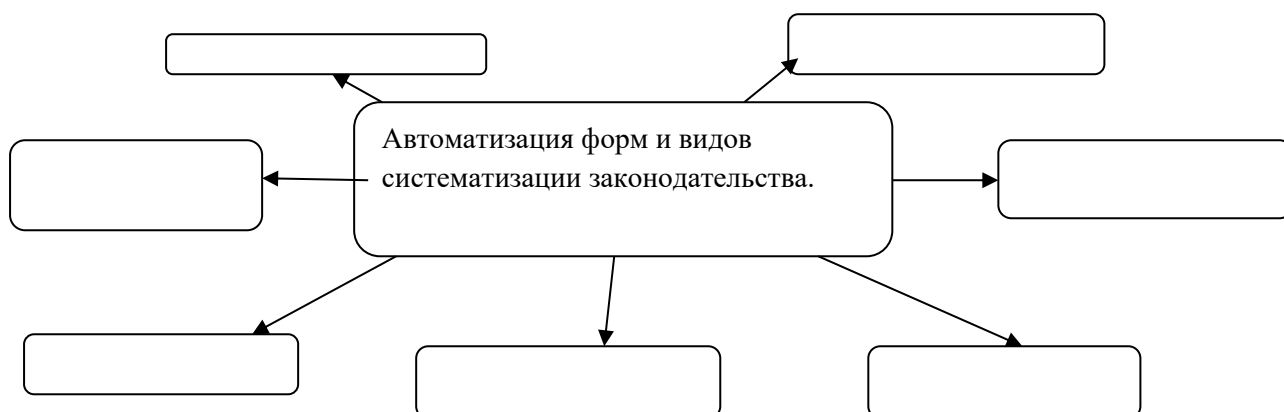 Автоматизация форм и видов
систематизации законодательства.